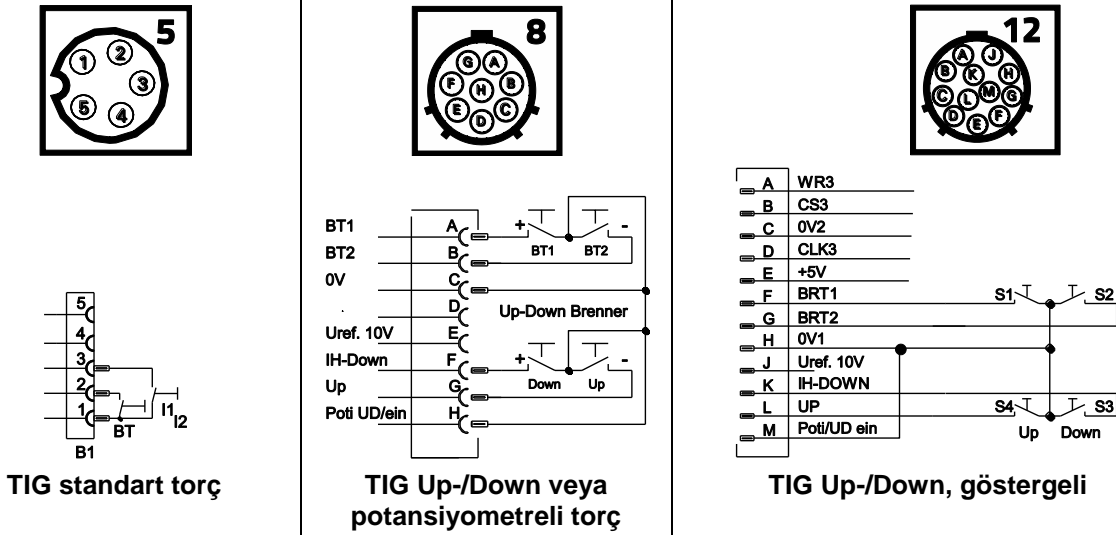 5
1
2
3
5
4
5
4
3
2
1
I1
I2
BT
B1
TIG standart torç
8
G A
F H B
E C
D
BT1 A + BT1 BT2 -
BT2 B
0V C
. D Up-Down Brenner
Uref. 10V E
IH-Down F + Down Up -
Up G
Poti UD/ein H
TIG Up-/Down veya
potansiyometreli torç
12
A J
B K H
C L M G
D E F
A WR3
B CS3
C 0V2
D CLK3
E +5V
F BRT1 S1 S2
G BRT2
H 0V1
J Uref. 10V
K IH-DOWN
L UP S4 S3
M Poti/UD ein Up Down
TIG Up-/Down, göstergeli